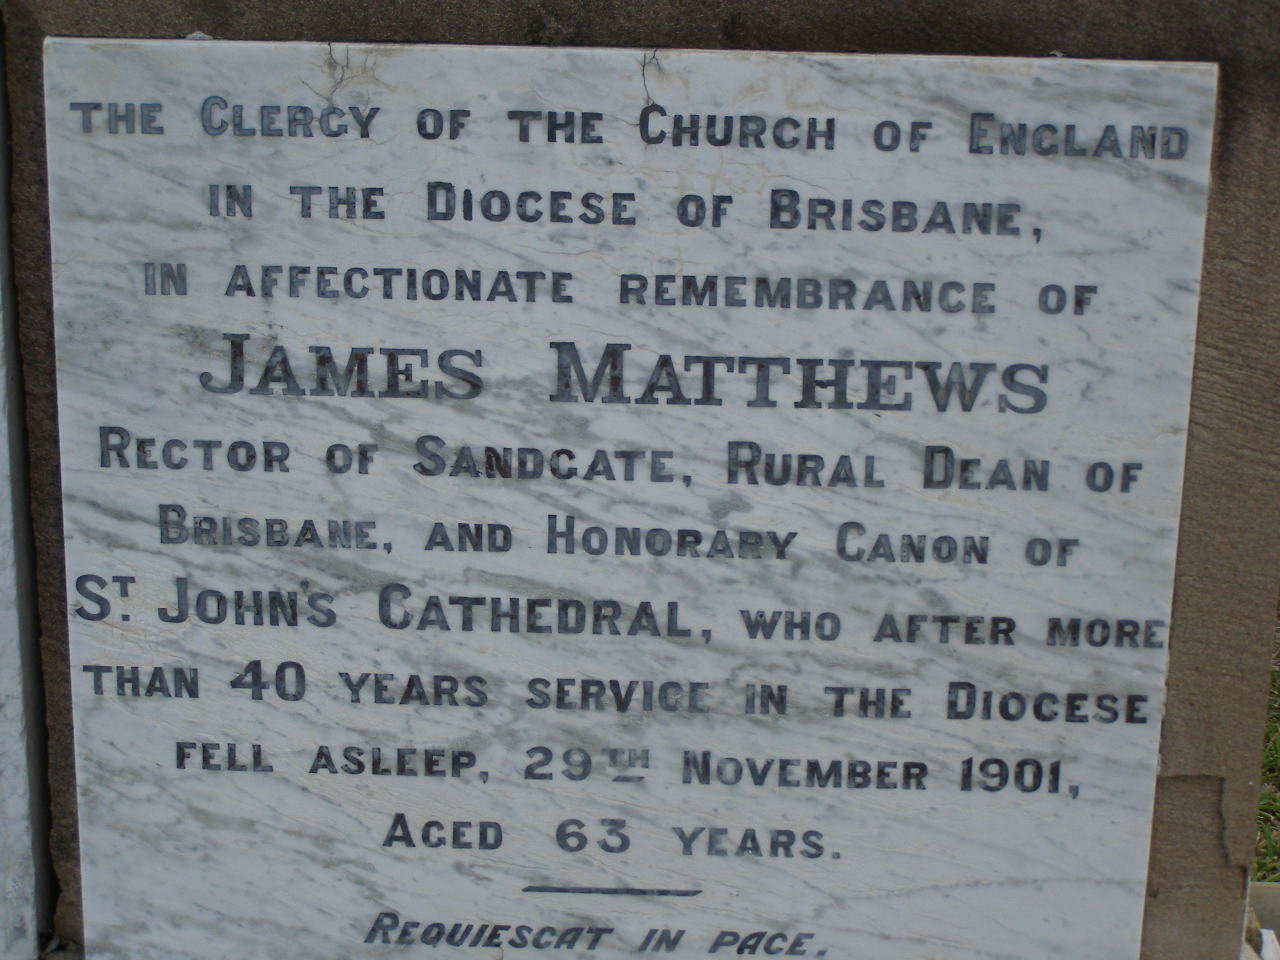 THE CLERGY OF THE CHURCH OF ENGLAND
IN THE DIOCESE OF BRISBANE,
IN AFFECTIONATE REMEMBRANCE OF
JAMES MATTHEWS
RECTOR OF SANDGATE, RURAL DEAN OF
BRISBANE, AND HONORARY CANON OF
ST. JOHN'S CATHEDRAL, WHO AFTER MORE
THAN 40 YEARS SERVICE IN THE DIOCESE
FELL ASLEEP, 29TH NOVEMBER 1901,
AGED 63 YEARS.
REQUIESCAT IN PACE.